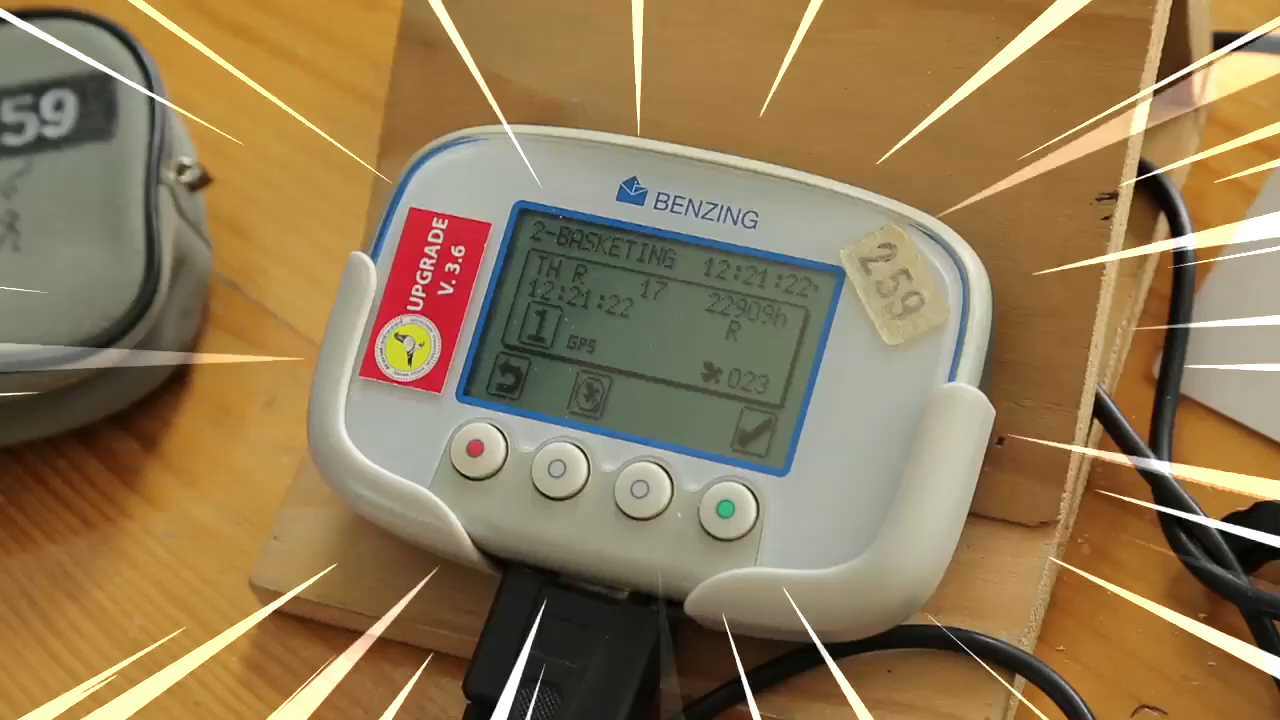 59
BENZING
UPGRADE
V. 3.6
259
2-BASKETING 12:21:22
TH R 17 22909h
12:21:22 R
1 GPS
023